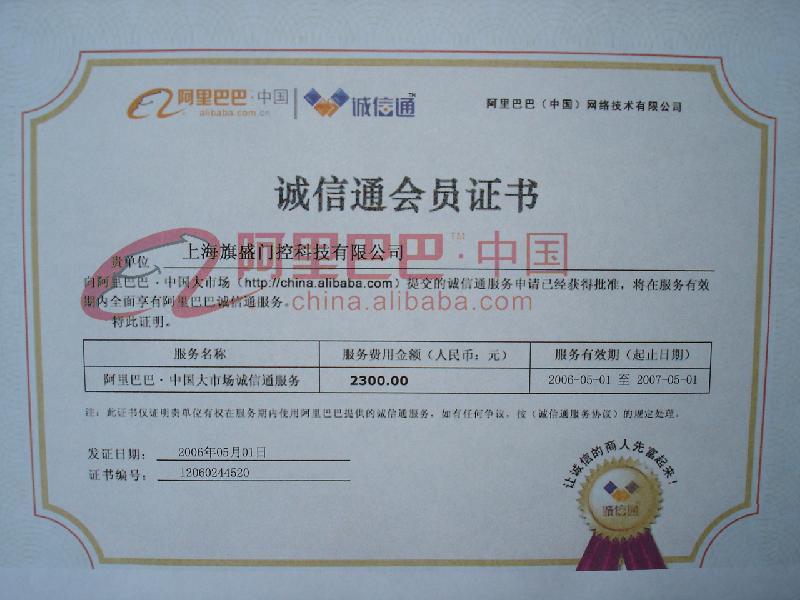 阿里巴巴·中国
alibaba.com.cn
诚信通™
阿里巴巴（中国）网络技术有限公司
诚信通会员证书
阿里巴巴™·中国
china.alibaba.com
贵单位 上海旗盛门控科技有限公司
向阿里巴巴·中国大市场（http://china.alibaba.com）提交的诚信通服务申请已经获得批准，将在服务有效
期内全面享有阿里巴巴诚信通服务。
特此证明。
服务名称 服务费用金额（人民币：元） 服务有效期（起止日期）
阿里巴巴·中国大市场诚信通服务 2300.00 2006-05-01 至 2007-05-01
注：此证书仅证明贵单位有权在服务期内使用阿里巴巴提供的诚信通服务，如有任何争议，按《诚信通服务协议》的规定处理。
发证日期： 2006年05月01日
证书编号： 12060244520
让诚信的商人先富起来！
诚信通